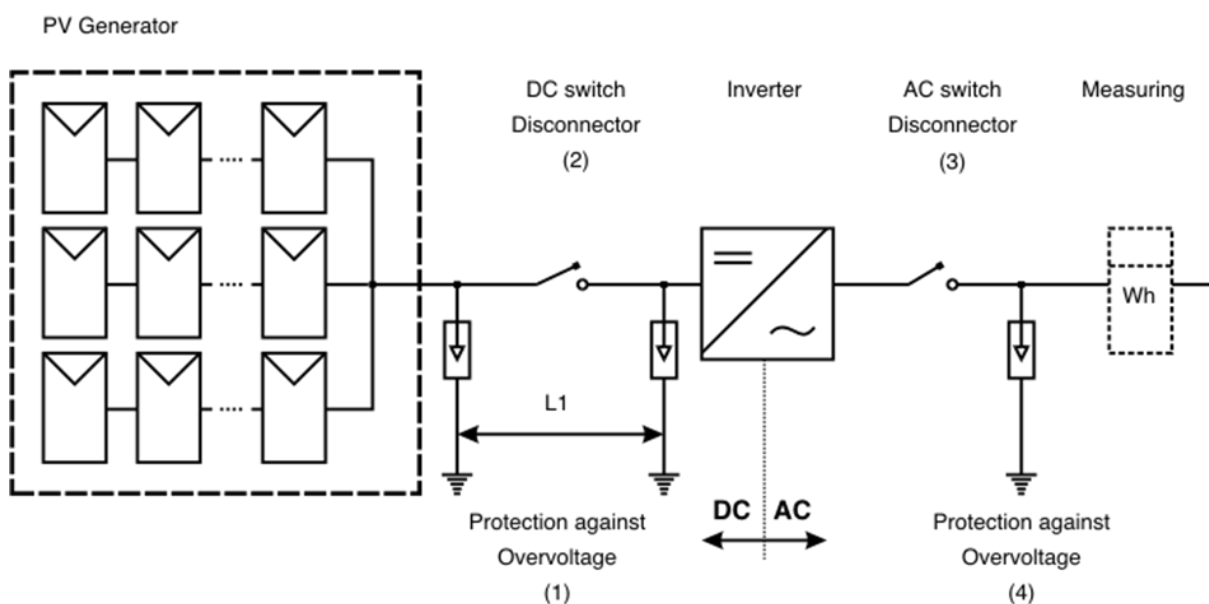 PV Generator
DC switch
Disconnector
(2)
Inverter
AC switch
Disconnector
(3)
Measuring
Wh
L1
DC
AC
Protection against
Overvoltage
(1)
Protection against
Overvoltage
(4)